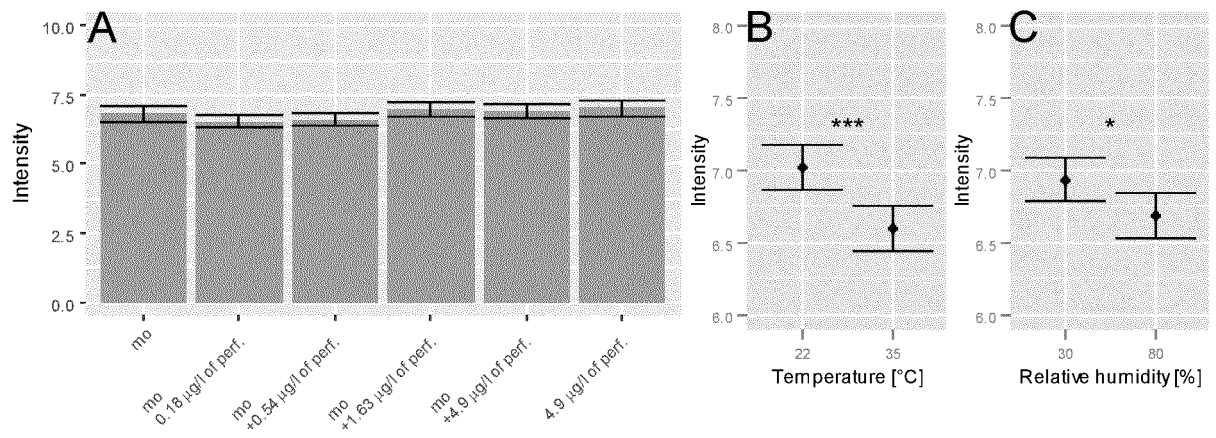 A
10.0
7.5
5.0
2.5
0.0
Intensity
mo
mo
0.18 µg/l of perf.
mo
+0.54 µg/l of perf.
mo
+1.63 µg/l of perf.
mo
+4.9 µg/l of perf.
4.9 µg/l of perf.
B
8.0
7.5
7.0
6.5
6.0
Intensity
***
22
35
Temperature [°C]
C
8.0
7.5
7.0
6.5
6.0
Intensity
*
30
80
Relative humidity [%]